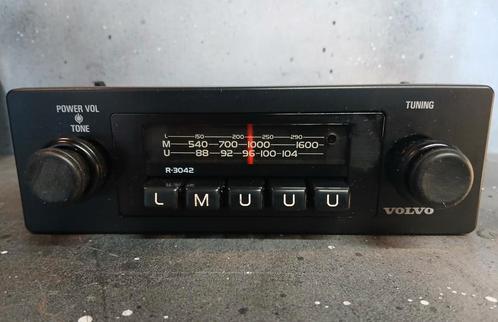 POWER VOL
TONE
TUNING
L 150 200 250 290
M 540-700-1000 1600
U 88-92-96-100-104
R-3042
L M U U U
VOLVO